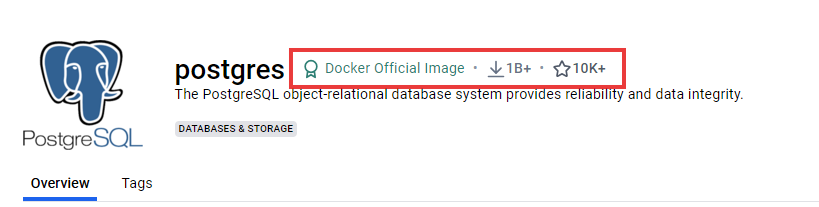 postgres Docker Official Image · 1B+ · 10K+
The PostgreSQL object-relational database system provides reliability and data integrity.
PostgreSQL
DATABASES & STORAGE
Overview Tags